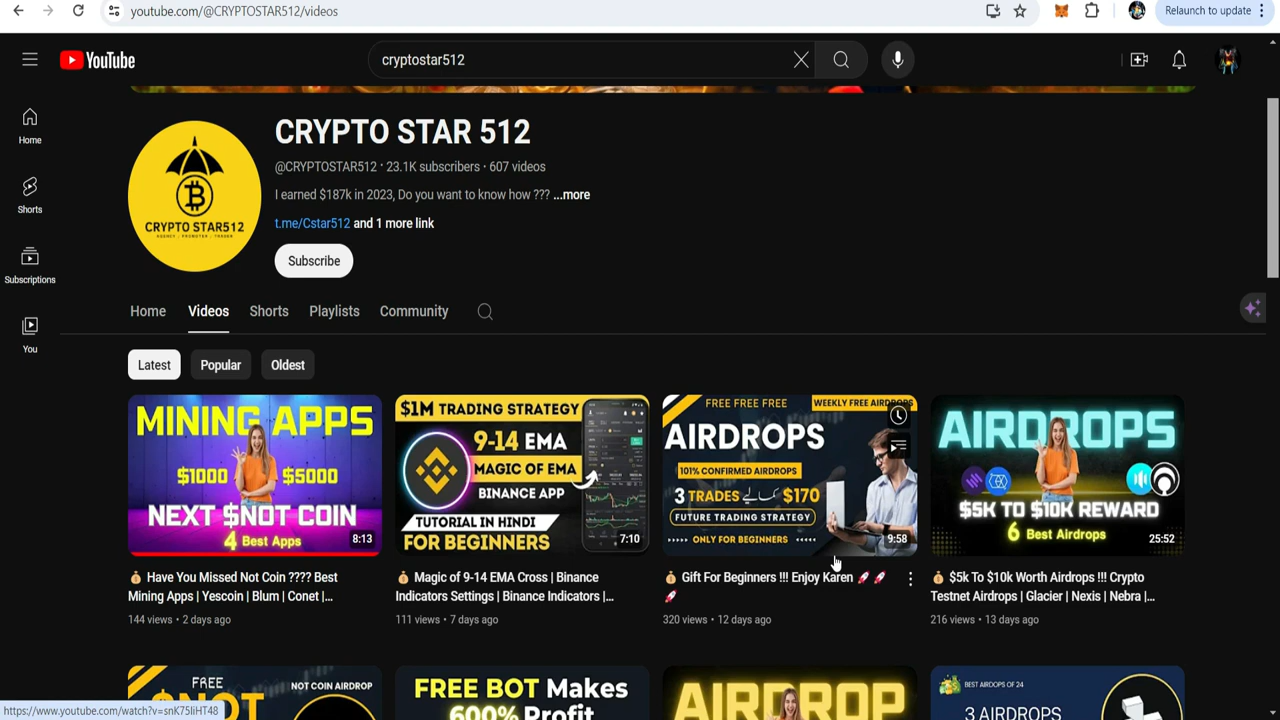 youtube.com/@CRYPTOSTAR512/videos
Relaunch to update
YouTube
cryptostar512
Home
Shorts
Subscriptions
You
CRYPTO STAR512
CRYPTO STAR 512
@CRYPTOSTAR512 · 23.1K subscribers · 607 videos
I earned $187k in 2023, Do you want to know how ??? ...more
t.me/Cstar512 and 1 more link
Subscribe
Home Videos Shorts Playlists Community
Latest Popular Oldest
MINING APPS
$1000 $5000
NEXT $NOT COIN
4 Best Apps
8:13
💰 Have You Missed Not Coin ???? Best
Mining Apps | Yescoin | Blum | Conet |...
144 views · 2 days ago
$1M TRADING STRATEGY
9-14 EMA
MAGIC OF EMA
BINANCE APP
TUTORIAL IN HINDI
FOR BEGINNERS
7:10
💰 Magic of 9-14 EMA Cross | Binance
Indicators Settings | Binance Indicators |...
111 views · 7 days ago
FREE FREE FREE
WEEKLY FREE AIRDROPS
AIRDROPS
101% CONFIRMED AIRDROPS
3 TRADES کمائیے $170
FUTURE TRADING STRATEGY
ONLY FOR BEGINNERS
9:58
💰 Gift For Beginners !!! Enjoy Karen 🚀 🚀
🚀
320 views · 12 days ago
AIRDROPS
$5K TO $10K REWARD
6 Best Airdrops
25:52
💰 $5k To $10k Worth Airdrops !!! Crypto
Testnet Airdrops | Glacier | Nexis | Nebra |...
216 views · 13 days ago
FREE
$NOT
NOT COIN AIRDROP
FREE BOT Makes
600% Profit
AIRDROP
BEST AIRDOPS OF 24
3 AIRDROPS
https://www.youtube.com/watch?v=snK75IiHT48